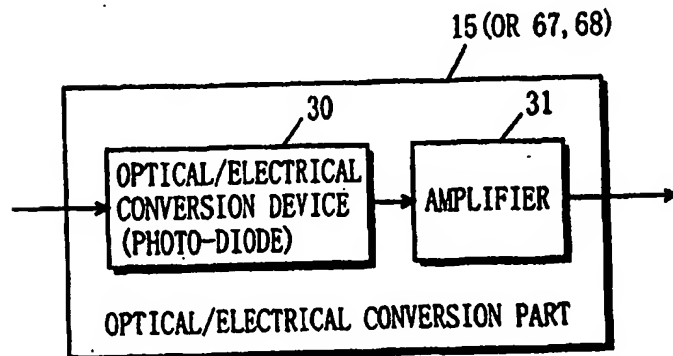 15(OR 67,68)
30
31
OPTICAL/ELECTRICAL
CONVERSION DEVICE
(PHOTO-DIODE)
AMPLIFIER
OPTICAL/ELECTRICAL CONVERSION PART